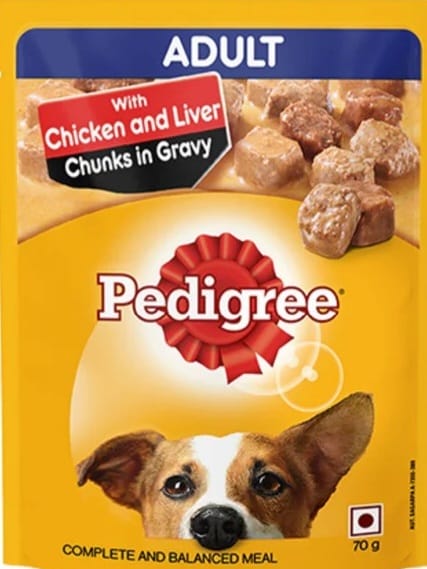 ADULT
With
Chicken and Liver
Chunks in Gravy
Pedigree®
70 g
COMPLETE AND BALANCED MEAL